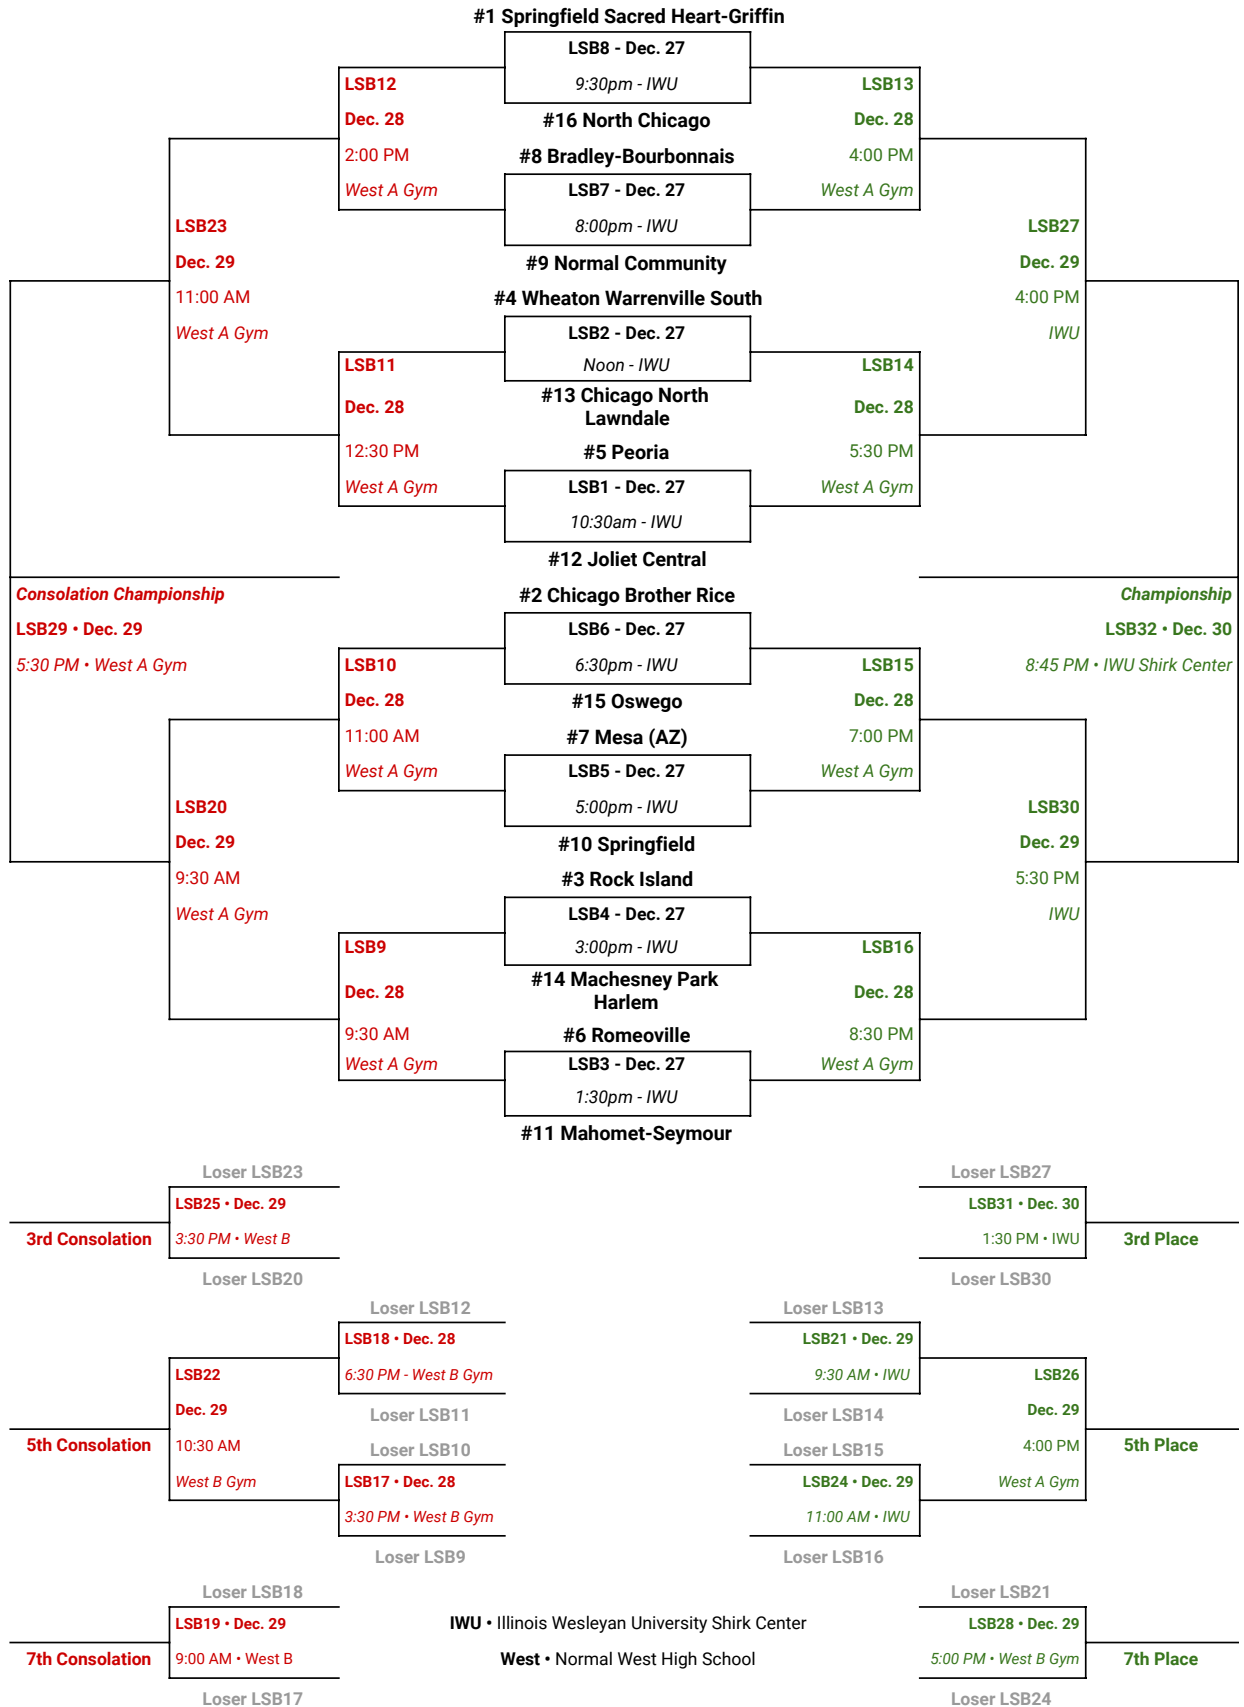 #1 Springfield Sacred Heart-Griffin
LSB8 - Dec. 27
LSB12
9:30pm - IWU
LSB13
Dec. 28
#16 North Chicago
Dec. 28
2:00 PM
#8 Bradley-Bourbonnais
4:00 PM
West A Gym
LSB7 - Dec. 27
West A Gym
LSB23
8:00pm - IWU
LSB27
Dec. 29
#9 Normal Community
Dec. 29
11:00 AM
#4 Wheaton Warrenville South
4:00 PM
West A Gym
LSB2 - Dec. 27
IWU
LSB11
Noon - IWU
LSB14
Dec. 28
#13 Chicago North
Lawndale
Dec. 28
12:30 PM
#5 Peoria
5:30 PM
West A Gym
LSB1 - Dec. 27
West A Gym
10:30am - IWU
#12 Joliet Central
Consolation Championship
#2 Chicago Brother Rice
Championship
LSB29 • Dec. 29
LSB6 - Dec. 27
LSB32 • Dec. 30
5:30 PM • West A Gym
LSB10
6:30pm - IWU
LSB15
8:45 PM • IWU Shirk Center
Dec. 28
#15 Oswego
Dec. 28
11:00 AM
#7 Mesa (AZ)
7:00 PM
West A Gym
LSB5 - Dec. 27
West A Gym
LSB20
5:00pm - IWU
LSB30
Dec. 29
#10 Springfield
Dec. 29
9:30 AM
#3 Rock Island
5:30 PM
West A Gym
LSB4 - Dec. 27
IWU
LSB9
3:00pm - IWU
LSB16
Dec. 28
#14 Machesney Park
Harlem
Dec. 28
9:30 AM
#6 Romeoville
8:30 PM
West A Gym
LSB3 - Dec. 27
West A Gym
1:30pm - IWU
#11 Mahomet-Seymour
Loser LSB23
Loser LSB27
LSB25 • Dec. 29
LSB31 • Dec. 30
3rd Consolation
3:30 PM • West B
1:30 PM • IWU
3rd Place
Loser LSB20
Loser LSB30
Loser LSB12
Loser LSB13
LSB18 • Dec. 28
LSB21 • Dec. 29
LSB22
6:30 PM - West B Gym
9:30 AM • IWU
LSB26
Dec. 29
Loser LSB11
Loser LSB14
Dec. 29
5th Consolation
10:30 AM
Loser LSB10
Loser LSB15
4:00 PM
5th Place
West B Gym
LSB17 • Dec. 28
LSB24 • Dec. 29
West A Gym
3:30 PM • West B Gym
11:00 AM • IWU
Loser LSB9
Loser LSB16
Loser LSB18
Loser LSB21
LSB19 • Dec. 29
IWU • Illinois Wesleyan University Shirk Center
LSB28 • Dec. 29
7th Consolation
9:00 AM • West B
West • Normal West High School
5:00 PM • West B Gym
7th Place
Loser LSB17
Loser LSB24